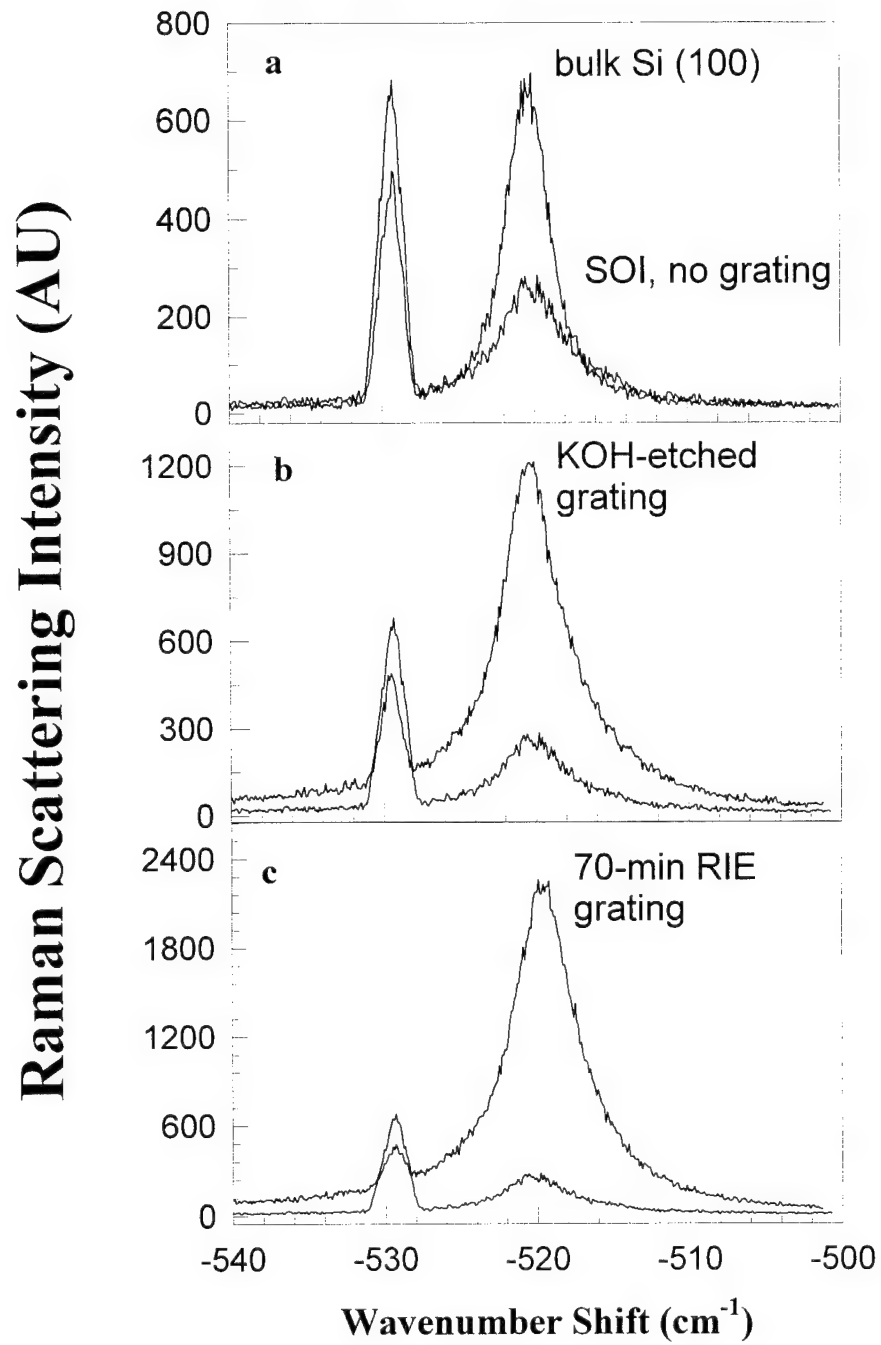 Raman Scattering Intensity (AU)
a
bulk Si (100)
SOI, no grating
800
600
400
200
0
b
KOH-etched
grating
1200
900
600
300
0
c
70-min RIE
grating
2400
1800
1200
600
0
-540
-530
-520
-510
-500
Wavenumber Shift (cm-1)